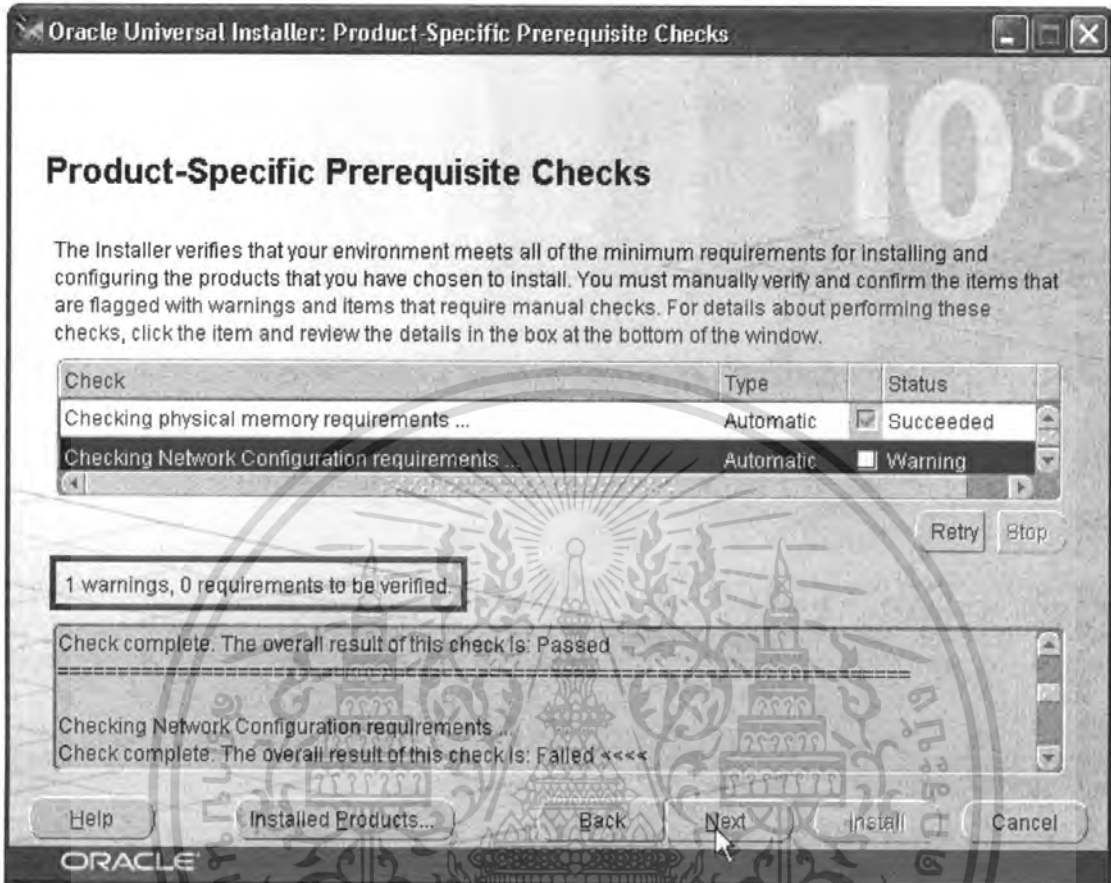 Oracle Universal Installer: Product-Specific Prerequisite Checks
10g
Product-Specific Prerequisite Checks
The Installer verifies that your environment meets all of the minimum requirements for installing and
configuring the products that you have chosen to install. You must manually verify and confirm the items that
are flagged with warnings and items that require manual checks. For details about performing these
checks, click the item and review the details in the box at the bottom of the window.
Check Type Status
Checking physical memory requirements ... Automatic Succeeded
Checking Network Configuration requirements ... Automatic Warning
Retry Stop
1 warnings, 0 requirements to be verified.
Check complete. The overall result of this check is: Passed
========================================================================
Checking Network Configuration requirements ...
Check complete. The overall result of this check is: Failed <<<<
Help Installed Products... Back Next Install Cancel
ORACLE